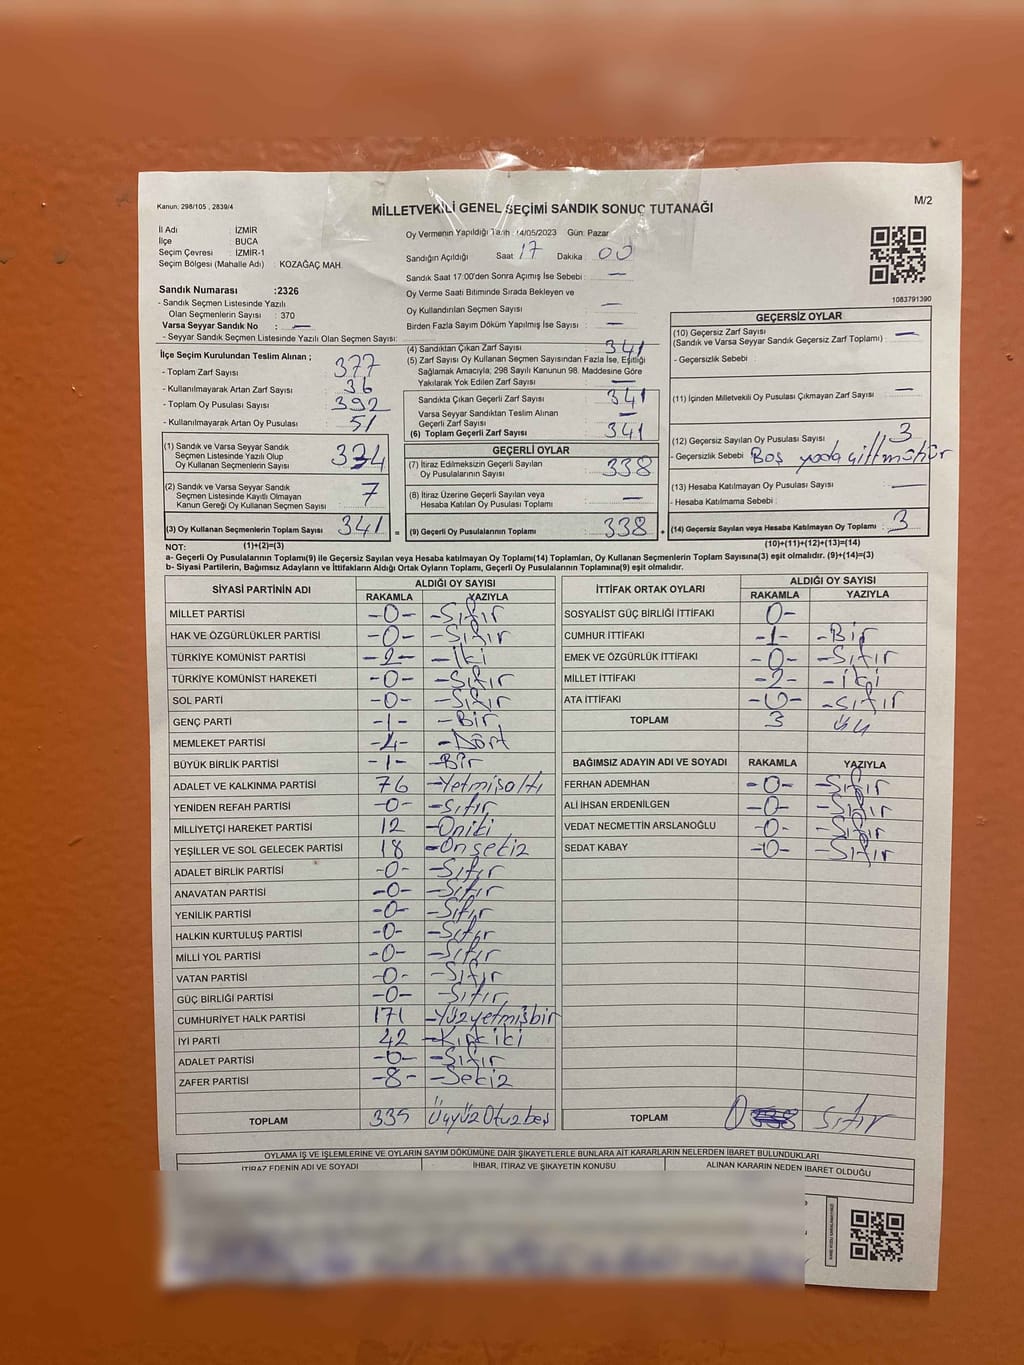 Kanun: 298/105 , 2839/4
M/2
MİLLETVEKİLİ GENEL SEÇİMİ SANDIK SONUÇ TUTANAĞI
İl Adı : İZMİR
İlçe : BUCA
Seçim Çevresi : İZMİR-1
Seçim Bölgesi (Mahalle Adı) : KOZAĞAÇ MAH.
Sandık Numarası :2326
- Sandık Seçmen Listesinde Yazılı
Olan Seçmenlerin Sayısı : 370
Varsa Seyyar Sandık No : —
- Seyyar Sandık Seçmen Listesinde Yazılı Olan Seçmen Sayısı:
Oy Vermenin Yapıldığı Tarih : 14/05/2023 Gün: Pazar
Sandığın Açıldığı Saat 17 Dakika 00
Sandık Saat 17:00'den Sonra Açımış İse Sebebi : —
Oy Verme Saati Bitiminde Sırada Bekleyen ve
Oy Kullandırılan Seçmen Sayısı : —
Birden Fazla Sayım Döküm Yapılmış İse Sayısı : —
1083791390
İlçe Seçim Kurulundan Teslim Alınan ;
- Toplam Zarf Sayısı : 377
- Kullanılmayarak Artan Zarf Sayısı : 36
- Toplam Oy Pusulası Sayısı : 392
- Kullanılmayarak Artan Oy Pusulası : 51
(1) Sandık ve Varsa Seyyar Sandık
Seçmen Listesinde Yazılı Olup
Oy Kullanan Seçmenlerin Sayısı 334
(2) Sandık ve Varsa Seyyar Sandık
Seçmen Listesinde Kayıtlı Olmayan
Kanun Gereği Oy Kullanan Seçmen Sayısı 7
(3) Oy Kullanan Seçmenlerin Toplam Sayısı 341
(4) Sandıktan Çıkan Zarf Sayısı : 341
(5) Zarf Sayısı Oy Kullanan Seçmen Sayısından Fazla İse, Eşitliği
Sağlamak Amacıyla; 298 Sayılı Kanunun 98. Maddesine Göre
Yakılarak Yok Edilen Zarf Sayısı : —
Sandıkta Çıkan Geçerli Zarf Sayısı : 341
Varsa Seyyar Sandıktan Teslim Alınan
Geçerli Zarf Sayısı : —
(6) Toplam Geçerli Zarf Sayısı : 341
GEÇERLİ OYLAR
(7) İtiraz Edilmeksizin Geçerli Sayılan
Oy Pusulalarının Sayısı : 338
(8) İtiraz Üzerine Geçerli Sayılan veya
Hesaba Katılan Oy Pusulası Toplamı : —
= (9) Geçerli Oy Pusulalarının Toplamı : 338 +
GEÇERSİZ OYLAR
(10) Geçersiz Zarf Sayısı
(Sandık ve Varsa Seyyar Sandık Geçersiz Zarf Toplamı) : —
- Geçersizlik Sebebi :
(11) İçinden Milletvekili Oy Pusulası Çıkmayan Zarf Sayısı : —
(12) Geçersiz Sayılan Oy Pusulası Sayısı : 3
- Geçersizlik Sebebi : Boş yada çift mühür
(13) Hesaba Katılmayan Oy Pusulası Sayısı : —
- Hesaba Katılmama Sebebi :
(14) Geçersiz Sayılan veya Hesaba Katılmayan Oy Toplamı : 3
NOT: (1)+(2)=(3) (10)+(11)+(12)+(13)=(14)
a- Geçerli Oy Pusulalarının Toplamı(9) ile Geçersiz Sayılan veya Hesaba katılmayan Oy Toplamı(14) Toplamları, Oy Kullanan Seçmenlerin Toplam Sayısına(3) eşit olmalıdır. (9)+(14)=(3)
b- Siyasi Partilerin, Bağımsız Adayların ve İttifakların Aldığı Ortak Oyların Toplamı, Geçerli Oy Pusulalarının Toplamına(9) eşit olmalıdır.
SİYASİ PARTİNİN ADI ALDIĞI OY SAYISI
RAKAMLA YAZIYLA
MİLLET PARTİSİ -0- -Sıfır
HAK VE ÖZGÜRLÜKLER PARTİSİ -0- -Sıfır
TÜRKİYE KOMÜNİST PARTİSİ -2- -İki
TÜRKİYE KOMÜNİST HAREKETİ -0- -Sıfır
SOL PARTİ -0- -Sıfır
GENÇ PARTİ -1- -Bir
MEMLEKET PARTİSİ -4- -Dört
BÜYÜK BİRLİK PARTİSİ -1- -Bir
ADALET VE KALKINMA PARTİSİ 76 -Yetmişaltı
YENİDEN REFAH PARTİSİ -0- -Sıfır
MİLLİYETÇİ HAREKET PARTİSİ 12 -Oniki
YEŞİLLER VE SOL GELECEK PARTİSİ 18 -Onsekiz
ADALET BİRLİK PARTİSİ -0- -Sıfır
ANAVATAN PARTİSİ -0- -Sıfır
YENİLİK PARTİSİ -0- -Sıfır
HALKIN KURTULUŞ PARTİSİ -0- -Sıfır
MİLLİ YOL PARTİSİ -0- -Sıfır
VATAN PARTİSİ -0- -Sıfır
GÜÇ BİRLİĞİ PARTİSİ -0- -Sıfır
CUMHURİYET HALK PARTİSİ 171 -Yüzyetmişbir
İYİ PARTİ 42 -Kırkiki
ADALET PARTİSİ -0- -Sıfır
ZAFER PARTİSİ -8- -Sekiz
TOPLAM 335 Üçyüz Otuzbeş
İTTİFAK ORTAK OYLARI ALDIĞI OY SAYISI
RAKAMLA YAZIYLA
SOSYALİST GÜÇ BİRLİĞİ İTTİFAKI 0-
CUMHUR İTTİFAKI -1- -Bir
EMEK VE ÖZGÜRLÜK İTTİFAKI -0- -Sıfır
MİLLET İTTİFAKI -2- -İki
ATA İTTİFAKI -0- -Sıfır
TOPLAM 3 üç
BAĞIMSIZ ADAYIN ADI VE SOYADI RAKAMLA YAZIYLA
FERHAN ADEMHAN -0- -Sıfır
ALİ İHSAN ERDENİLGEN -0- -Sıfır
VEDAT NECMETTİN ARSLANOĞLU -0- -Sıfır
SEDAT KABAY -0- -Sıfır
TOPLAM 0 Sıfır
OYLAMA İŞ VE İŞLEMLERİNE VE OYLARIN SAYIM DÖKÜMÜNE DAİR ŞİKAYETLERLE BUNLARA AİT KARARLARIN NELERDEN İBARET BULUNDUKLARI
İTİRAZ EDENİN ADI VE SOYADI İHBAR, İTİRAZ VE ŞİKAYETİN KONUSU ALINAN KARARIN NEDEN İBARET OLDUĞU